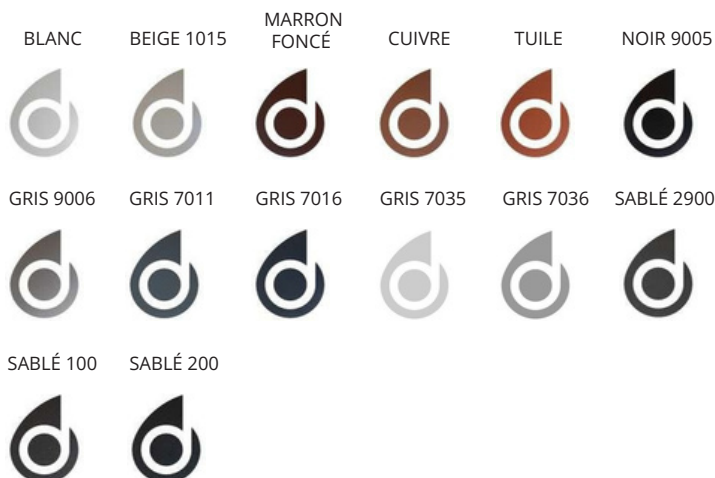 BLANC
BEIGE 1015
MARRON
FONCÉ
CUIVRE
TUILE
NOIR 9005
GRIS 9006
GRIS 7011
GRIS 7016
GRIS 7035
GRIS 7036
SABLÉ 2900
SABLÉ 100
SABLÉ 200